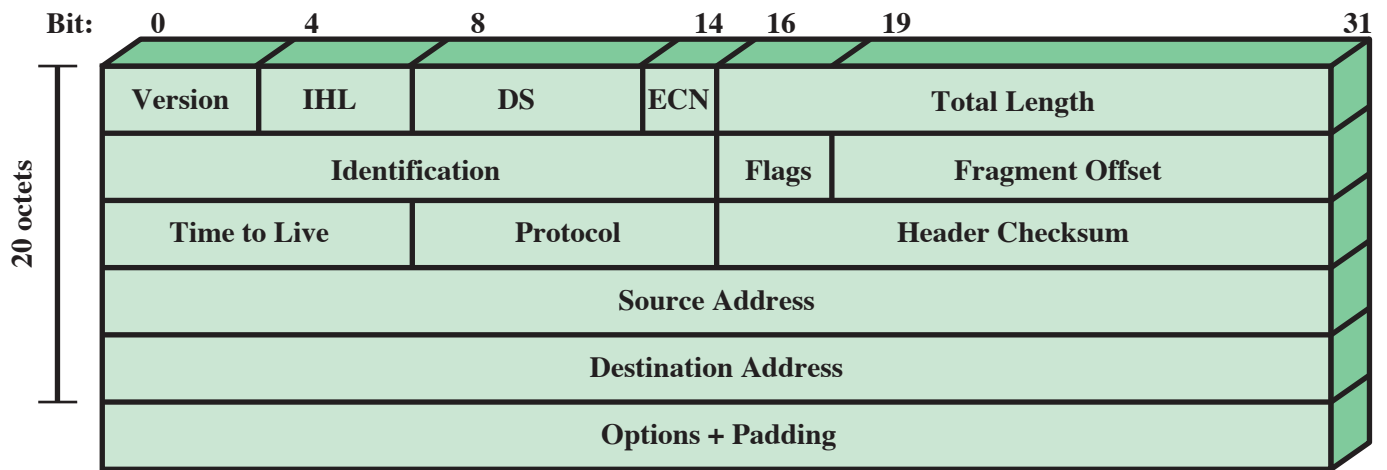 Bit: 0 4 8 14 16 19 31
Version IHL DS ECN Total Length
Identification Flags Fragment Offset
Time to Live Protocol Header Checksum
Source Address
Destination Address
Options + Padding
20 octets